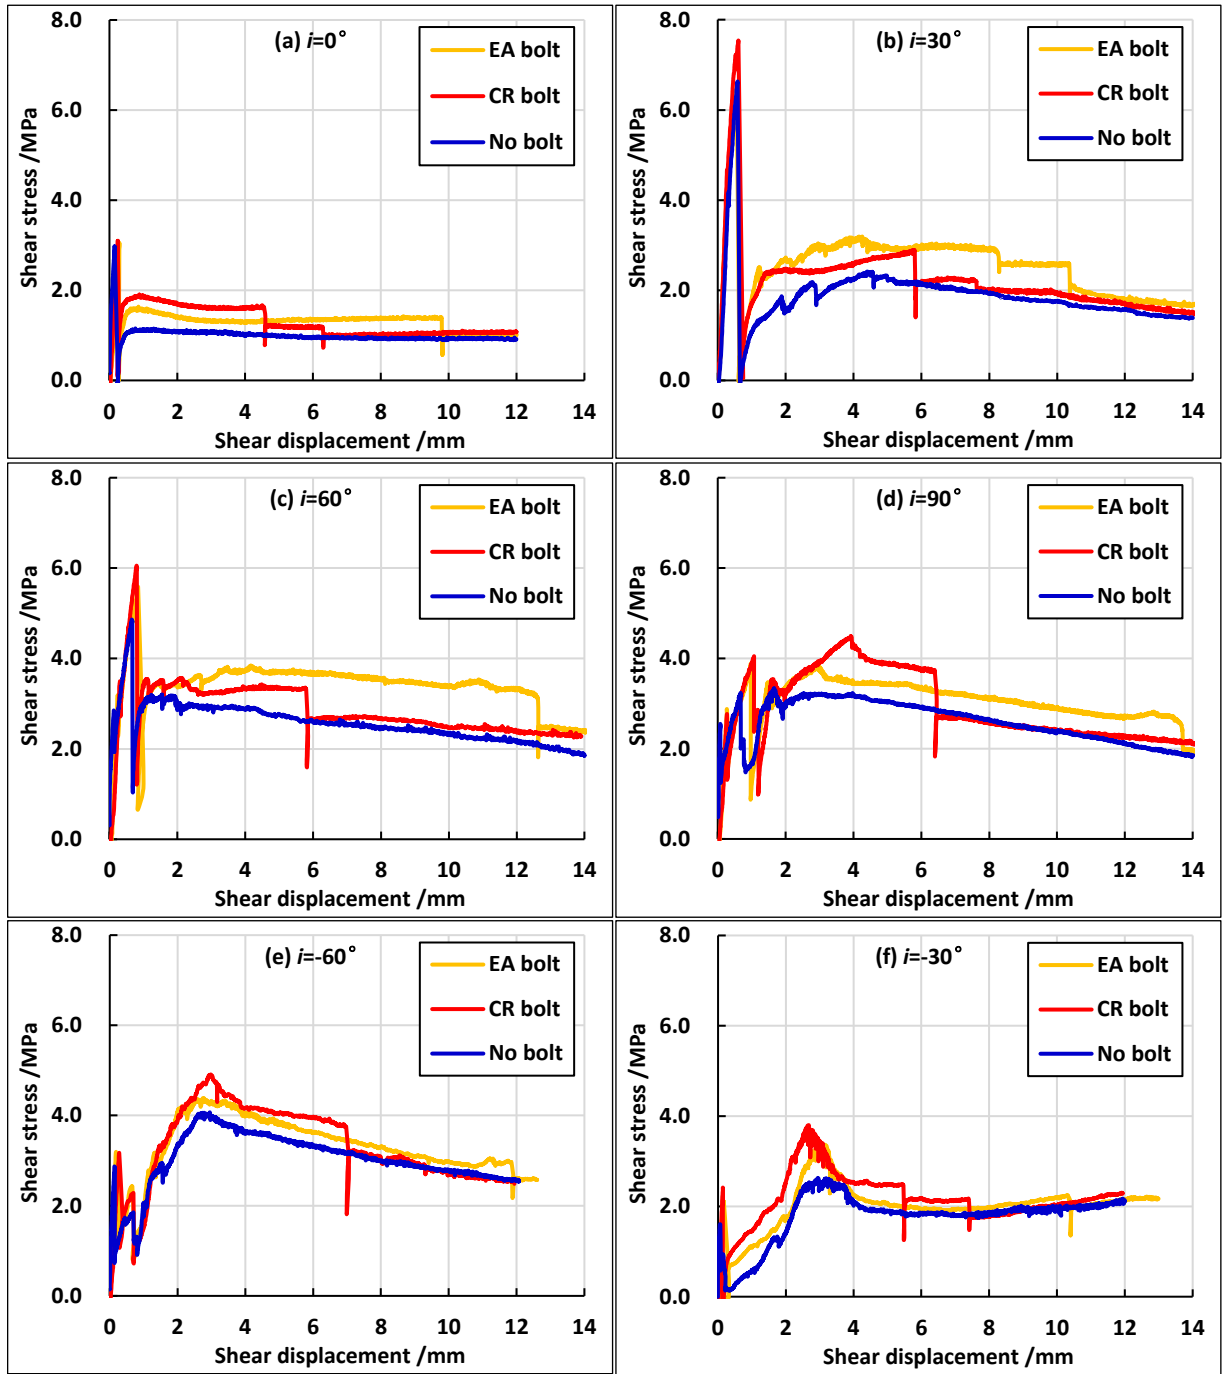 (a) i=0°
EA bolt
CR bolt
No bolt
Shear stress /MPa
8.0
6.0
4.0
2.0
0.0
0 2 4 6 8 10 12
Shear displacement /mm
(b) i=30°
EA bolt
CR bolt
No bolt
Shear stress /MPa
8.0
6.0
4.0
2.0
0.0
0 2 4 6 8 10 12 14
Shear displacement /mm
(c) i=60°
EA bolt
CR bolt
No bolt
Shear stress /MPa
8.0
6.0
4.0
2.0
0.0
0 2 4 6 8 10 12 14
Shear displacement /mm
(d) i=90°
EA bolt
CR bolt
No bolt
Shear stress /MPa
8.0
6.0
4.0
2.0
0.0
0 2 4 6 8 10 12 14
Shear displacement /mm
(e) i=-60°
EA bolt
CR bolt
No bolt
Shear stress /MPa
8.0
6.0
4.0
2.0
0.0
0 2 4 6 8 10 12 14
Shear displacement /mm
(f) i=-30°
EA bolt
CR bolt
No bolt
Shear stress /MPa
8.0
6.0
4.0
2.0
0.0
0 2 4 6 8 10 12 14
Shear displacement /mm